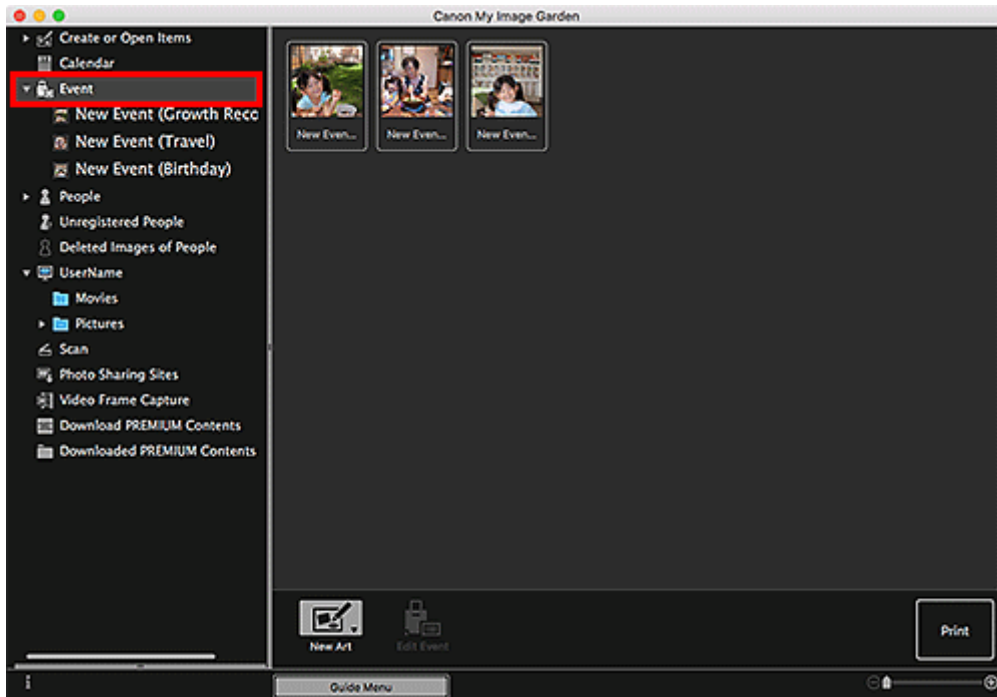 Canon My Image Garden
Create or Open Items
Calendar
Event
New Event (Growth Reco
New Event (Travel)
New Event (Birthday)
People
Unregistered People
Deleted Images of People
UserName
Movies
Pictures
Scan
Photo Sharing Sites
Video Frame Capture
Download PREMIUM Contents
Downloaded PREMIUM Contents
New Even... New Even... New Even...
New Art Edit Event Print
Guide Menu